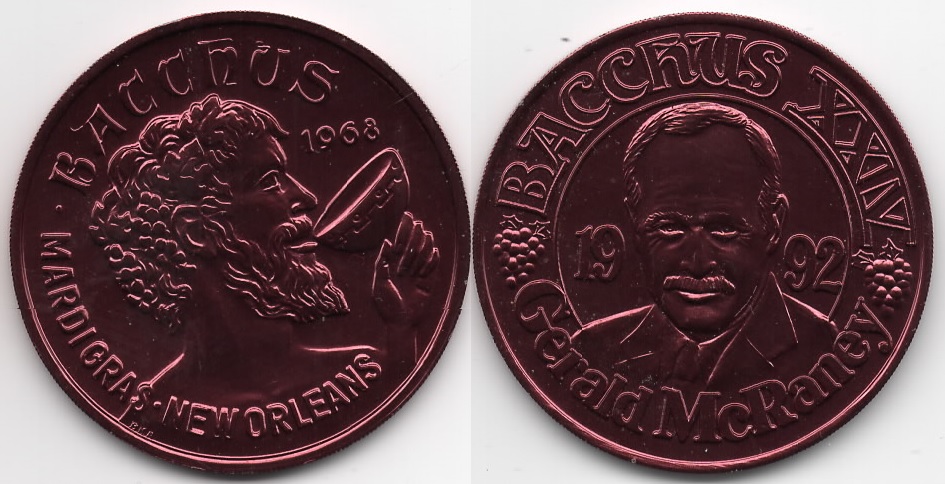 BACCHUS
1968
MARDI GRAS · NEW ORLEANS
BACCHUS XXIV
19 92
Gerald McRaney